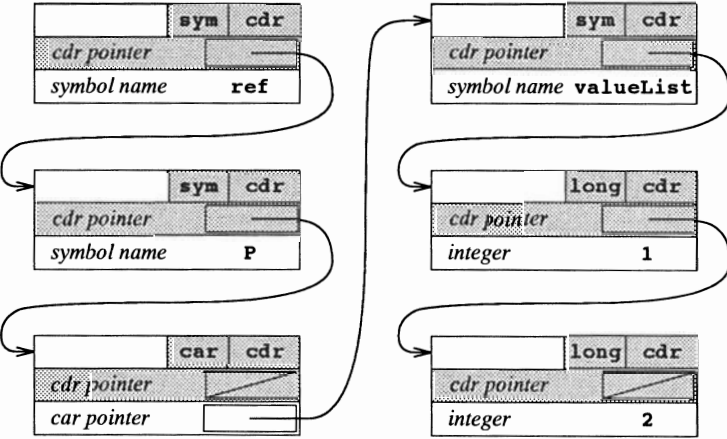 sym cdr
cdr pointer
symbol name ref
sym cdr
cdr pointer
symbol name P
car cdr
cdr pointer
car pointer
sym cdr
cdr pointer
symbol name valueList
long cdr
cdr pointer
integer 1
long cdr
cdr pointer
integer 2